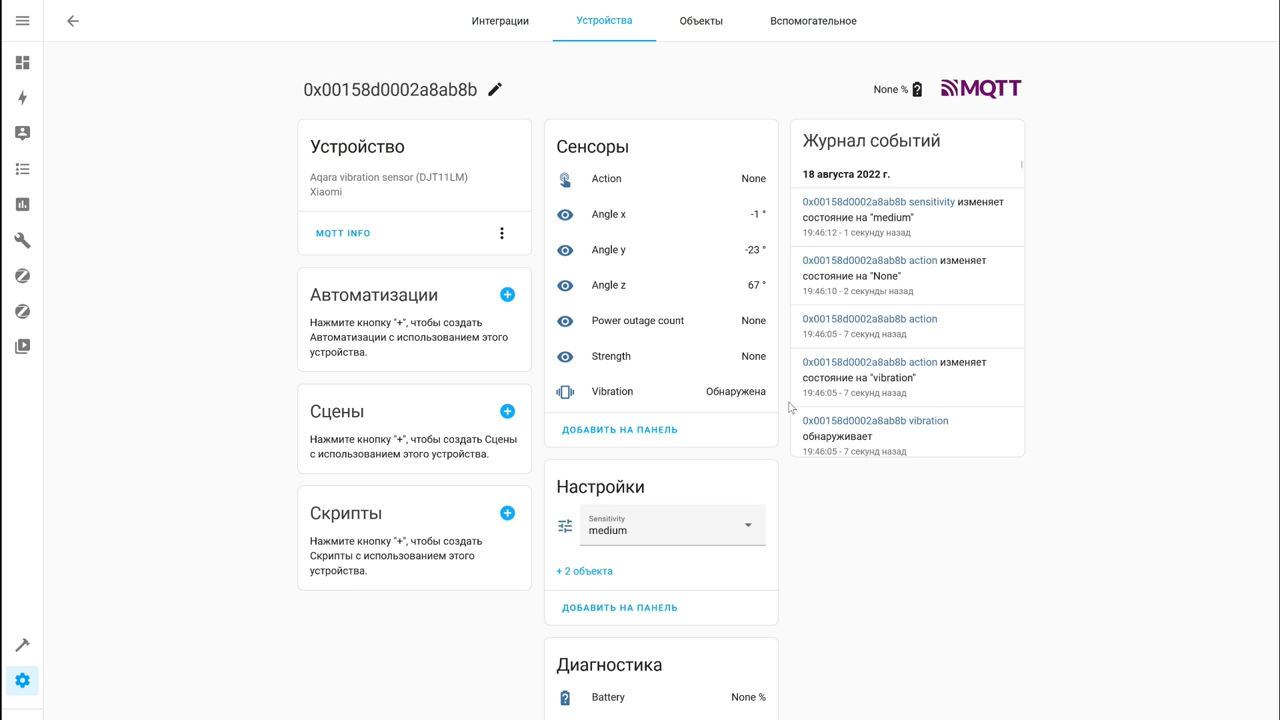 Интеграции
Устройства
Объекты
Вспомогательное
0x00158d0002a8ab8b
None %
MQTT
Устройство
Aqara vibration sensor (DJT11LM)
Xiaomi
MQTT INFO
Автоматизации
Нажмите кнопку "+", чтобы создать
Автоматизации с использованием этого
устройства.
Сцены
Нажмите кнопку "+", чтобы создать Сцены
с использованием этого устройства.
Скрипты
Нажмите кнопку "+", чтобы создать
Скрипты с использованием этого
устройства.
Сенсоры
Action None
Angle x -1 °
Angle y -23 °
Angle z 67 °
Power outage count None
Strength None
Vibration Обнаружена
ДОБАВИТЬ НА ПАНЕЛЬ
Настройки
Sensitivity
medium
+ 2 объекта
ДОБАВИТЬ НА ПАНЕЛЬ
Диагностика
Battery None %
Журнал событий
18 августа 2022 г.
0x00158d0002a8ab8b sensitivity изменяет
состояние на "medium"
19:46:12 - 1 секунду назад
0x00158d0002a8ab8b action изменяет
состояние на "None"
19:46:10 - 2 секунды назад
0x00158d0002a8ab8b action
19:46:05 - 7 секунд назад
0x00158d0002a8ab8b action изменяет
состояние на "vibration"
19:46:05 - 7 секунд назад
0x00158d0002a8ab8b vibration
обнаруживает
19:46:05 - 7 секунд назад